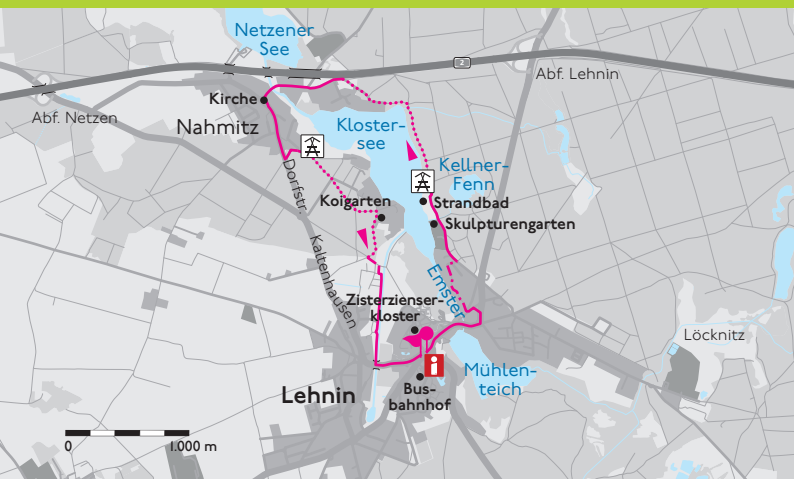 Netzener
See
2
Abf. Lehnin
Kirche
Abf. Netzen
Nahmitz
Kloster-
see
Kellner-
Fenn
Dorfstr.
Koigarten
Strandbad
Skulpturengarten
Kaltenhausen
Emster
Zisterzienser-
kloster
Löcknitz
i
Mühlen-
teich
Lehnin
Bus-
bahnhof
0
1.000 m